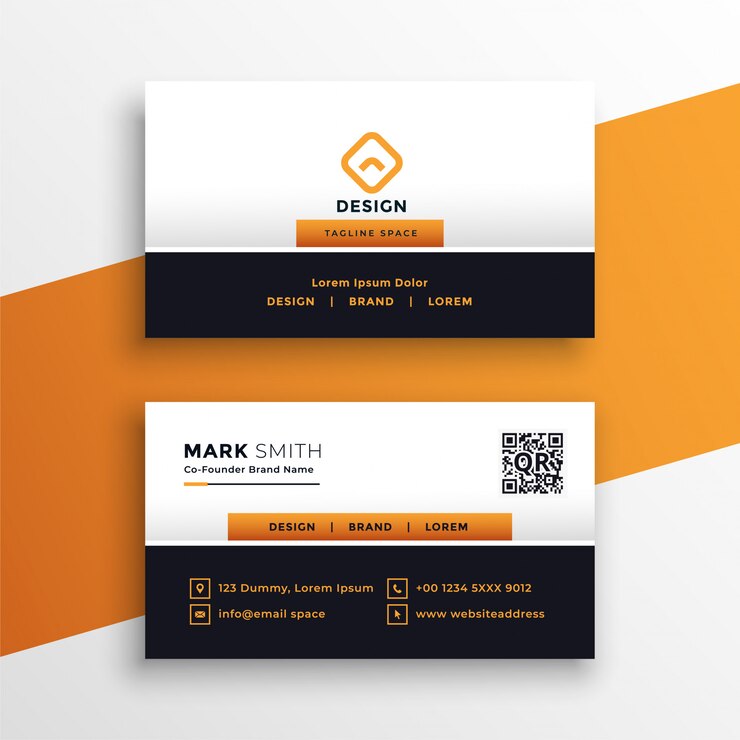 DESIGN
TAGLINE SPACE
Lorem Ipsum Dolor
DESIGN | BRAND | LOREM
MARK SMITH
Co-Founder Brand Name
QR
DESIGN | BRAND | LOREM
123 Dummy, Lorem Ipsum
+00 1234 5XXX 9012
info@email space
www websiteaddress